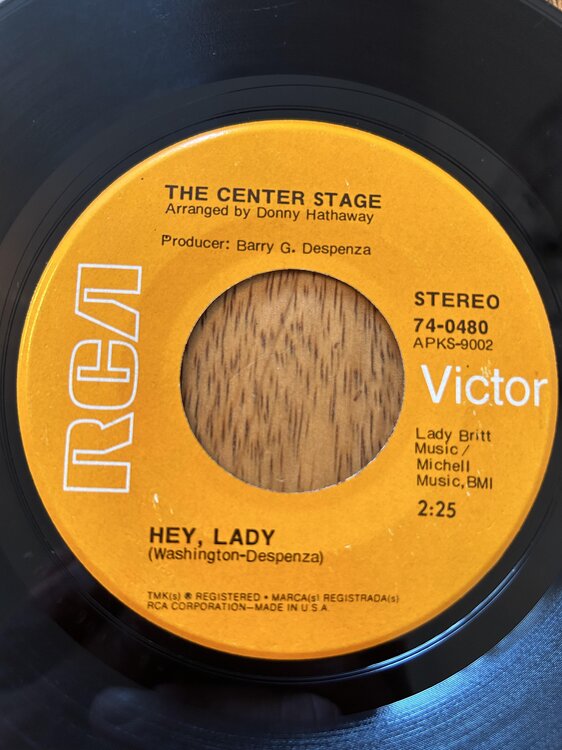 THE CENTER STAGE
Arranged by Donny Hathaway
Producer: Barry G. Despenza
RCA
STEREO
74-0480
APKS-9002
Victor
Lady Britt
Music/
Michell
Music,BMI
2:25
HEY, LADY
(Washington-Despenza)
TMK(s) ® REGISTERED • MARCA(s) REGISTRADA(s)
RCA CORPORATION—MADE IN U.S.A.